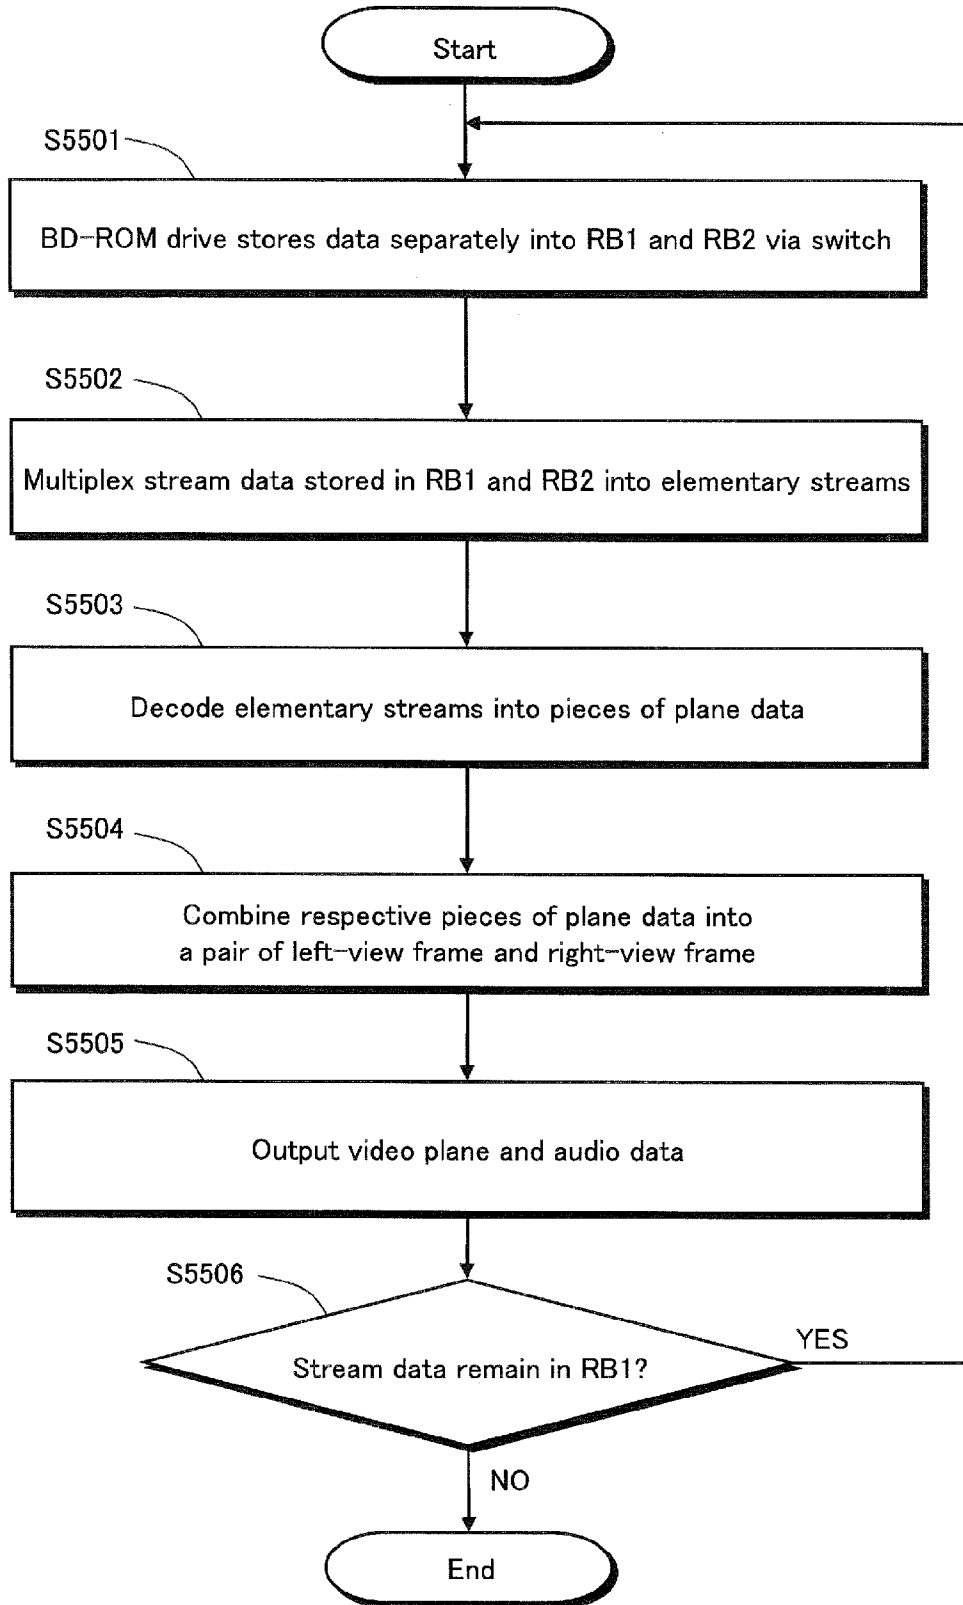 Start
S5501
BD-ROM drive stores data separately into RB1 and RB2 via switch
S5502
Multiplex stream data stored in RB1 and RB2 into elementary streams
S5503
Decode elementary streams into pieces of plane data
S5504
Combine respective pieces of plane data into
a pair of left-view frame and right-view frame
S5505
Output video plane and audio data
S5506
Stream data remain in RB1?
YES
NO
End